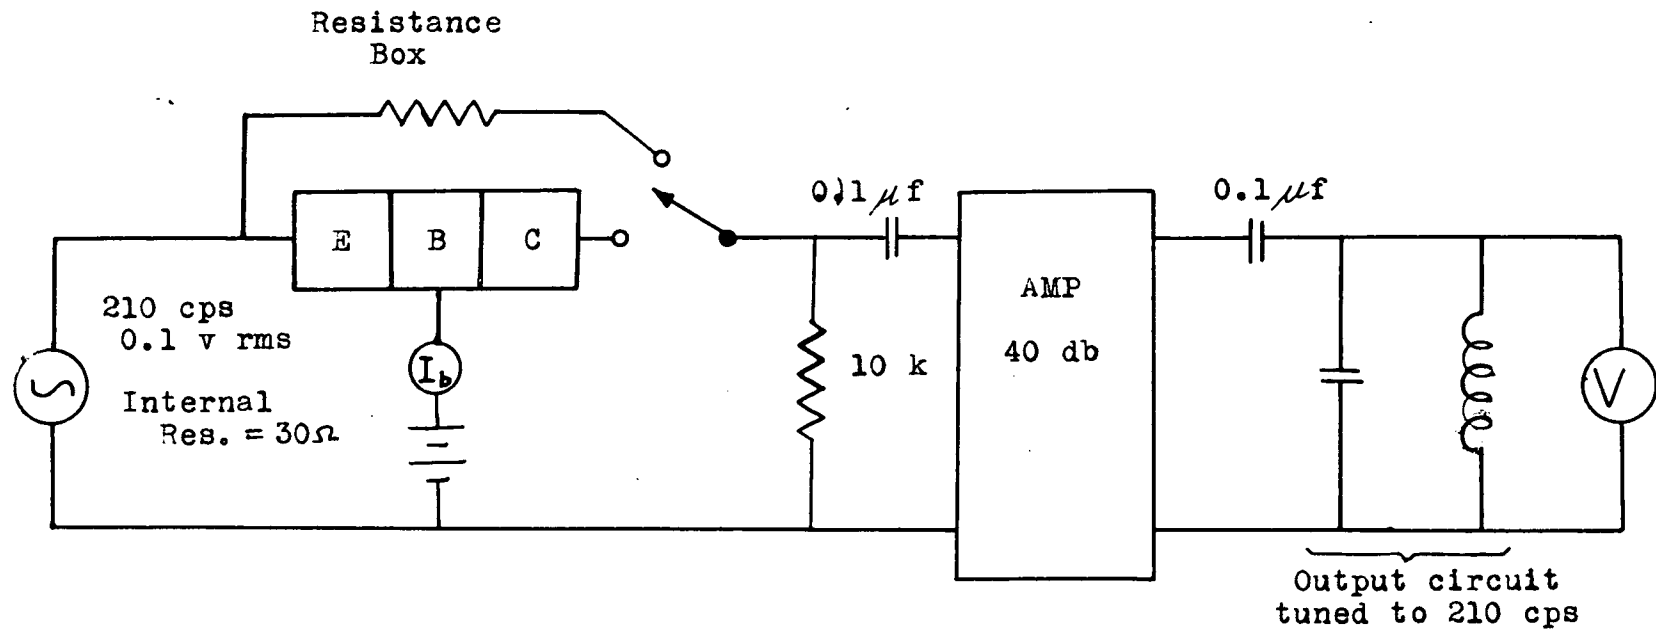 Resistance
Box
0.1 μf
0.1 μf
E
B
C
AMP
40 db
210 cps
0.1 v rms
10 k
I_b
V
Internal
Res. = 30Ω
Output circuit
tuned to 210 cps